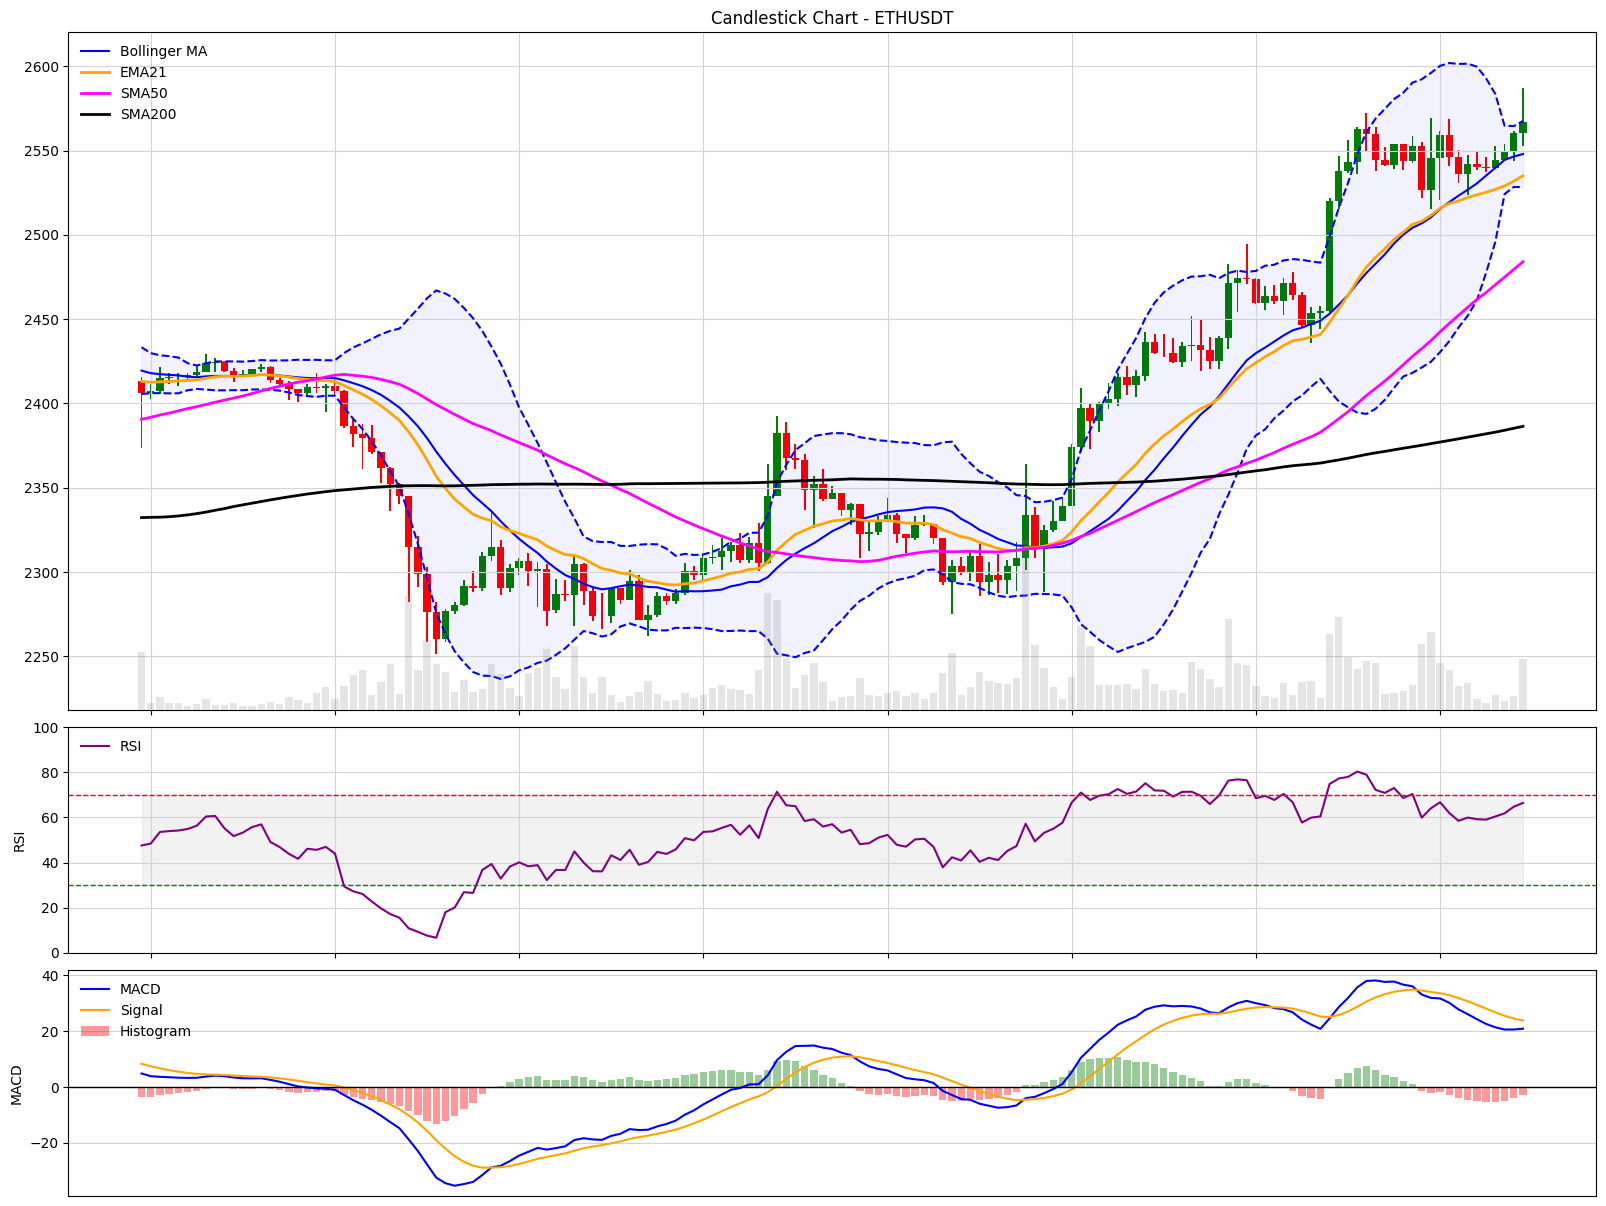 Candlestick Chart - ETHUSDT
Bollinger MA
EMA21
SMA50
SMA200
2600
2550
2500
2450
2400
2350
2300
2250
RSI
100
80
60
40
20
0
RSI
MACD
Signal
Histogram
40
20
0
−20
MACD